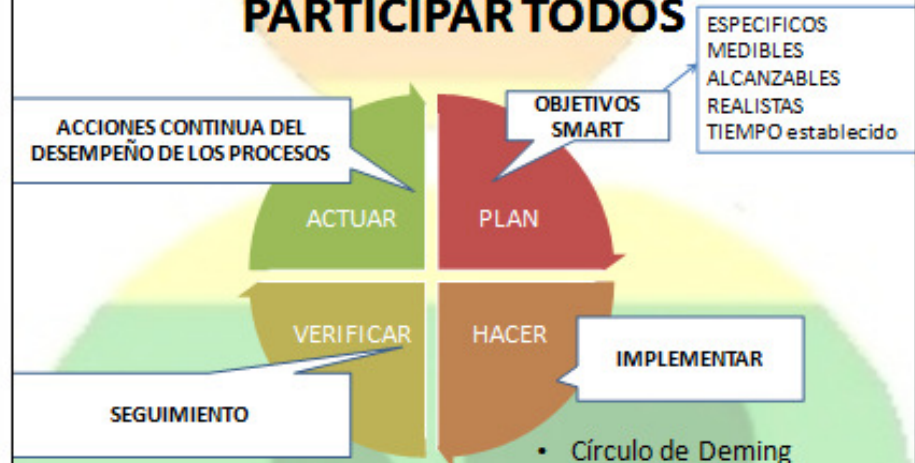 PARTICIPAR TODOS
ESPECIFICOS
MEDIBLES
ALCANZABLES
REALISTAS
TIEMPO establecido
OBJETIVOS
SMART
ACCIONES CONTINUA DEL
DESEMPEÑO DE LOS PROCESOS
ACTUAR
PLAN
VERIFICAR
HACER
IMPLEMENTAR
SEGUIMIENTO
• Círculo de Deming